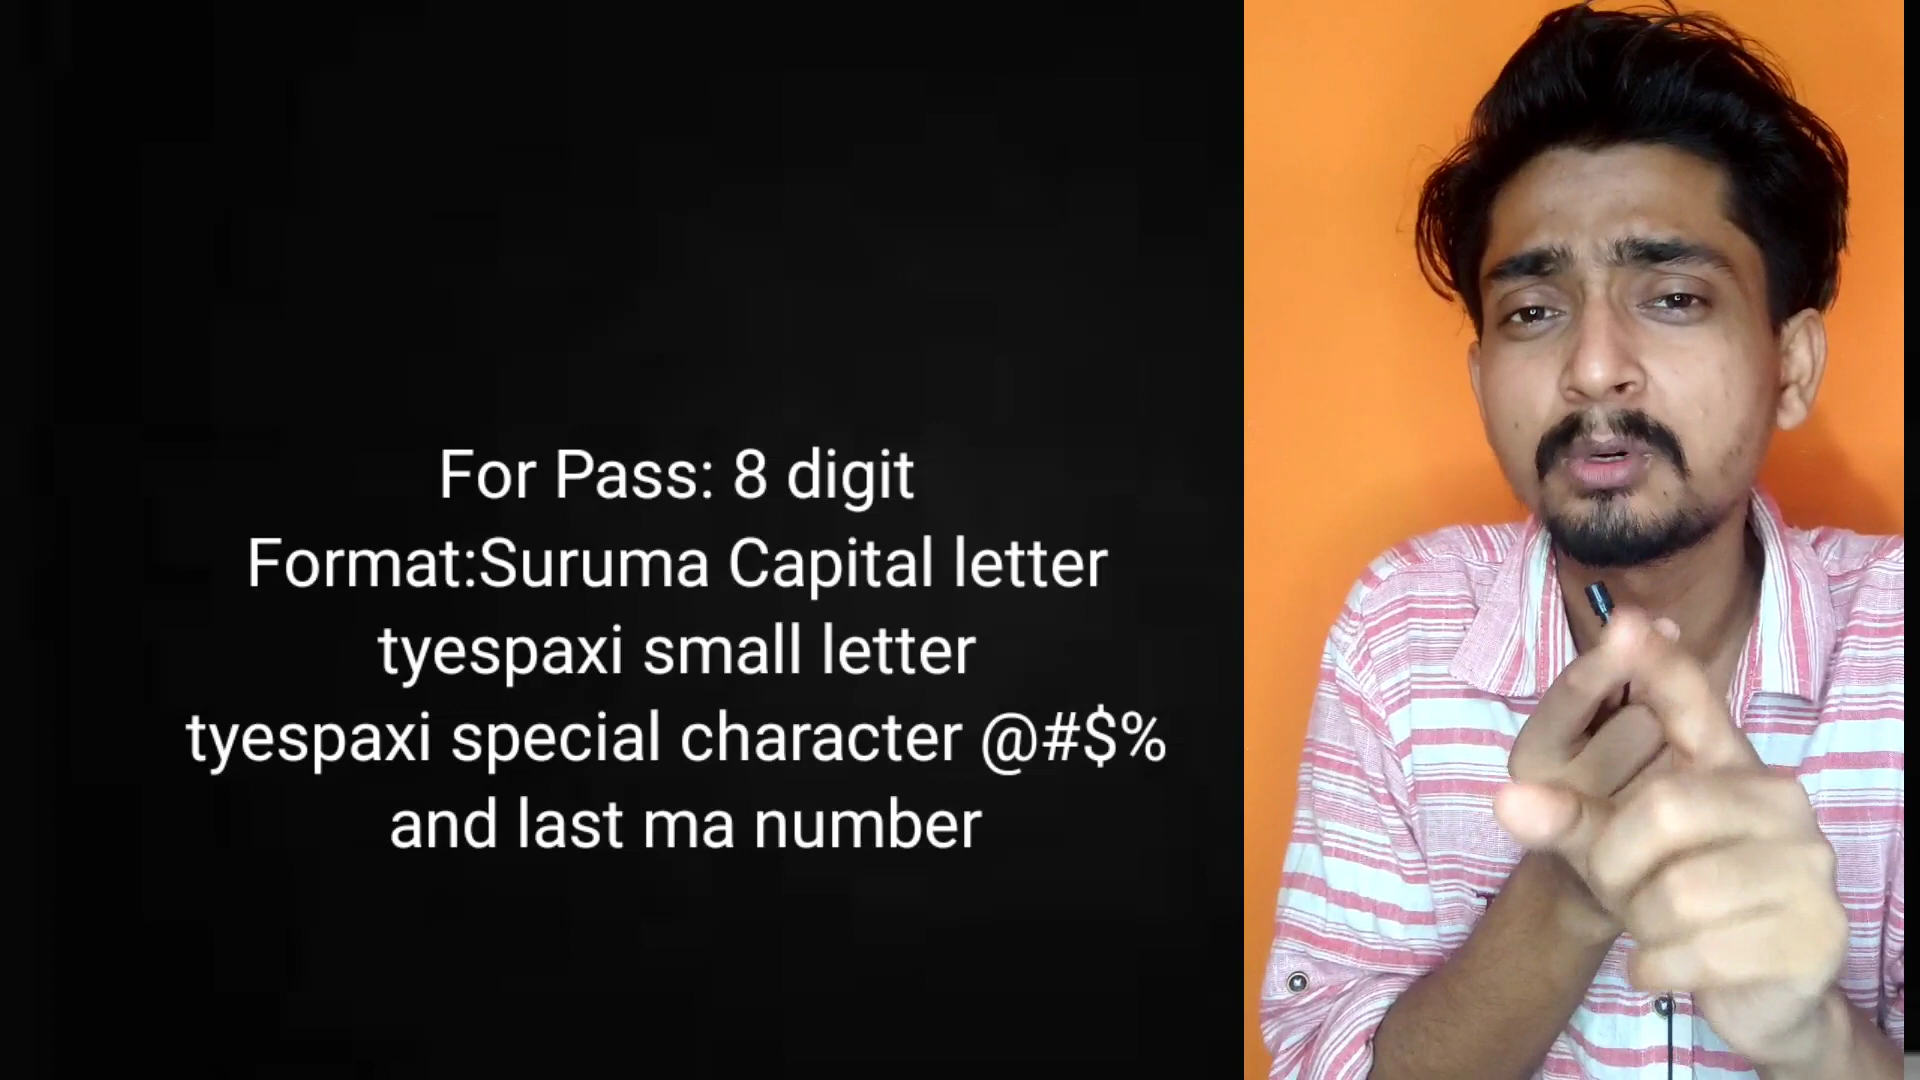 For Pass: 8 digit
Format:Suruma Capital letter
tyespaxi small letter
tyespaxi special character @#$%
and last ma number